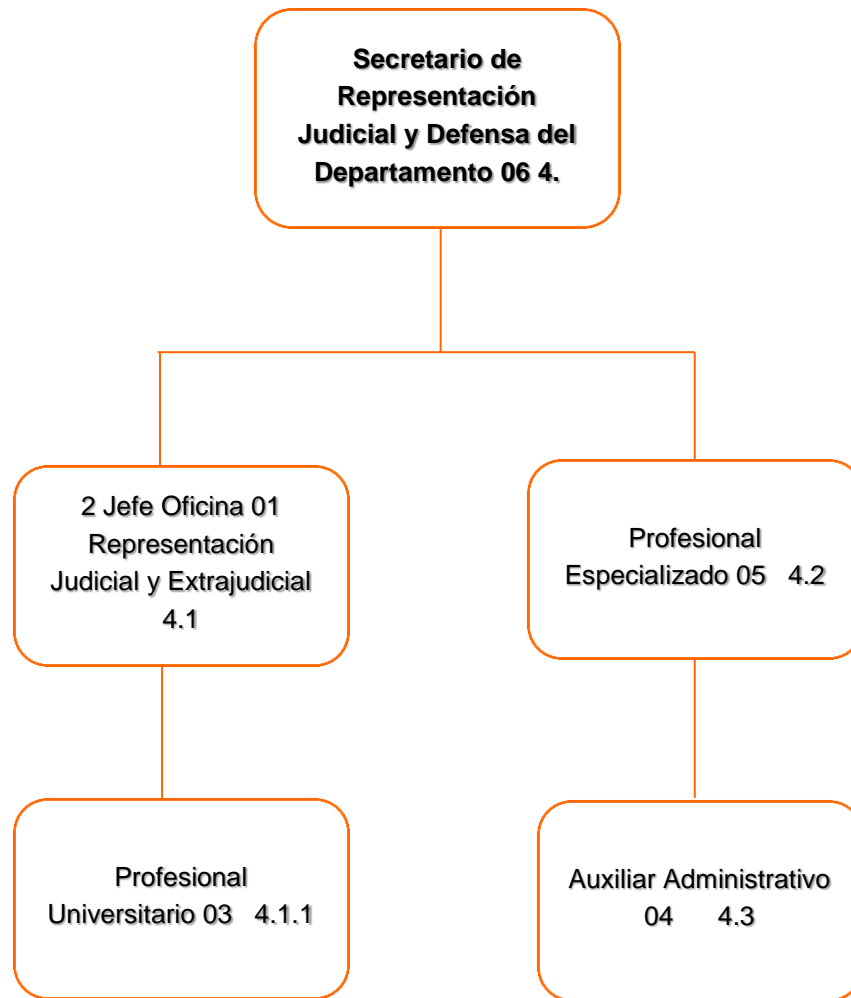 Secretario de
Representación
Judicial y Defensa del
Departamento 06 4.
2 Jefe Oficina 01
Representación
Judicial y Extrajudicial
4.1
Profesional
Especializado 05 4.2
Profesional
Universitario 03 4.1.1
Auxiliar Administrativo
04 4.3